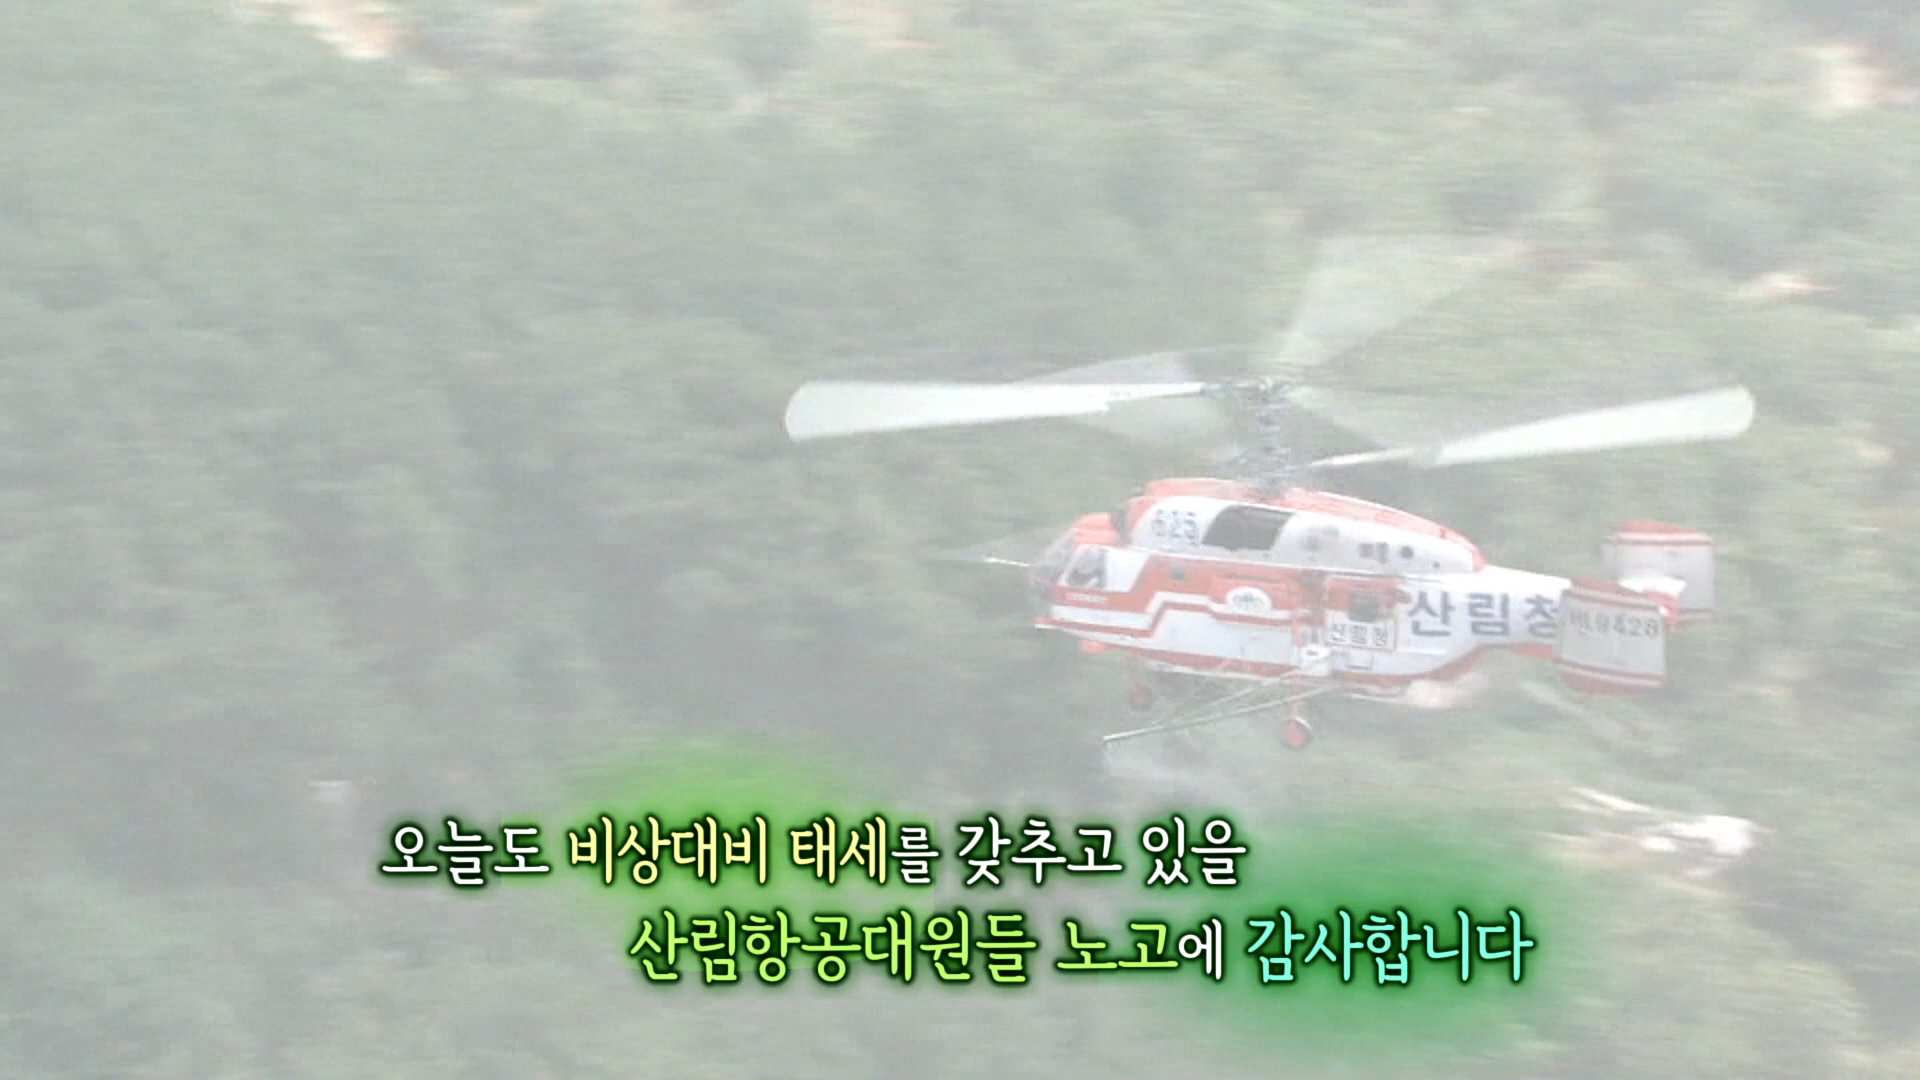 산림청
산림청
9428
오늘도 비상대비 태세를 갖추고 있을
산림항공대원들 노고에 감사합니다